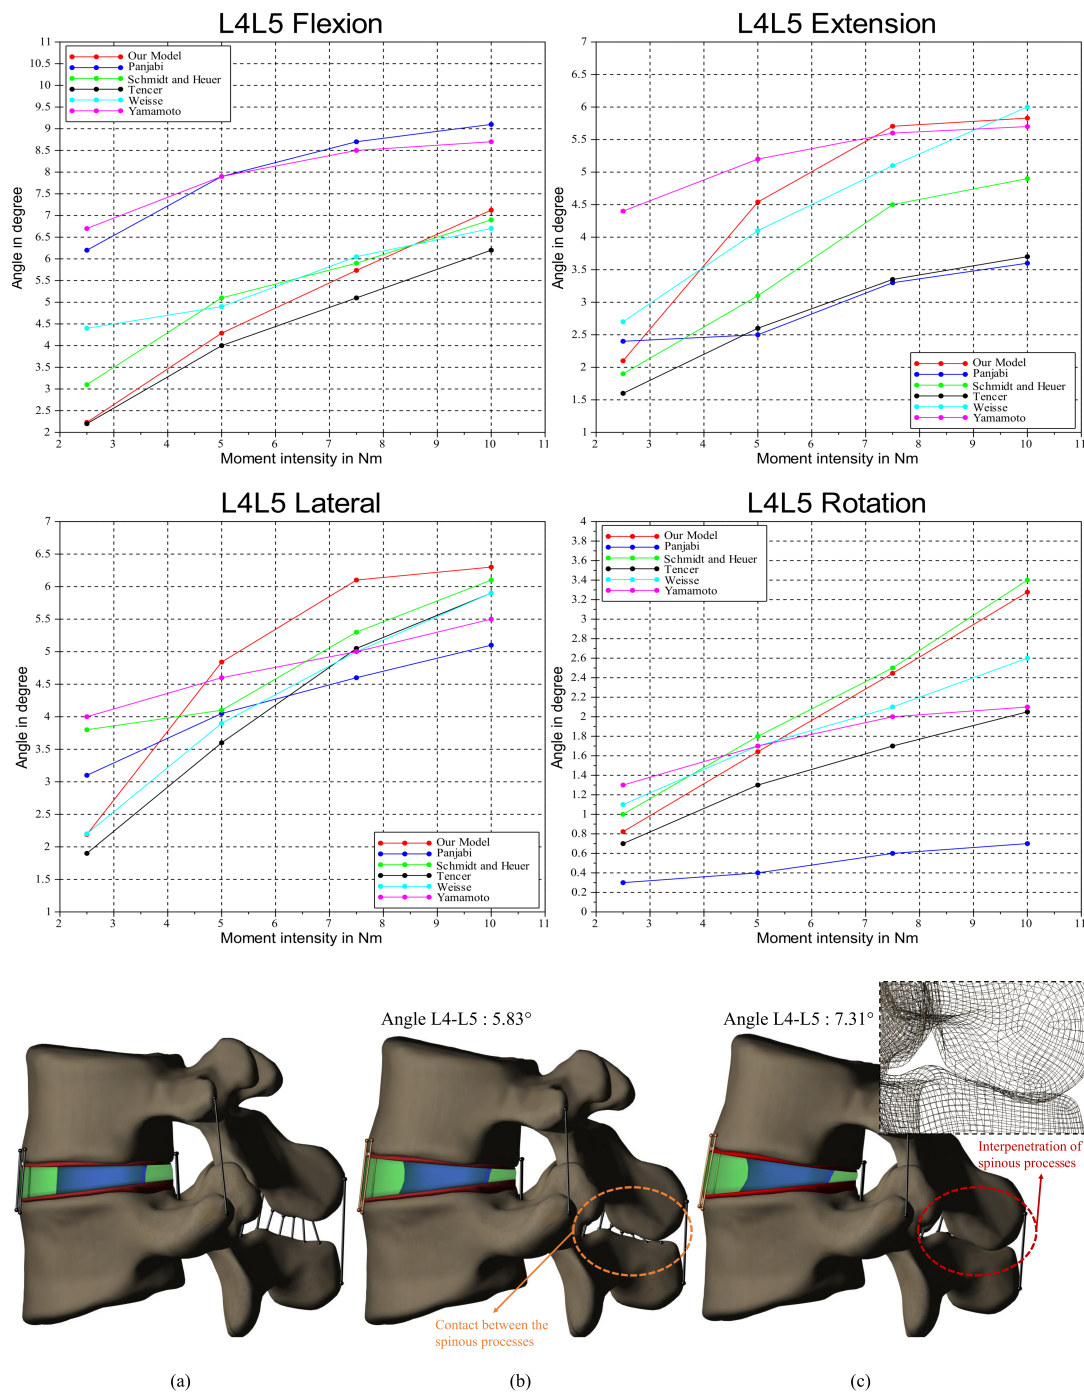 L4L5 Flexion
11
10.5
10
9.5
9
8.5
8
7.5
7
6.5
6
5.5
5
4.5
4
3.5
3
2.5
2
Angle in degree
Our Model
Panjabi
Schmidt and Heuer
Tencer
Weisse
Yamamoto
2 3 4 5 6 7 8 9 10 11
Moment intensity in Nm
L4L5 Extension
7
6.5
6
5.5
5
4.5
4
3.5
3
2.5
2
1.5
1
Angle in degree
Our Model
Panjabi
Schmidt and Heuer
Tencer
Weisse
Yamamoto
2 3 4 5 6 7 8 9 10 11
Moment intensity in Nm
L4L5 Lateral
7
6.5
6
5.5
5
4.5
4
3.5
3
2.5
2
1.5
1
Angle in degree
Our Model
Panjabi
Schmidt and Heuer
Tencer
Weisse
Yamamoto
2 3 4 5 6 7 8 9 10 11
Moment intensity in Nm
L4L5 Rotation
4
3.8
3.6
3.4
3.2
3
2.8
2.6
2.4
2.2
2
1.8
1.6
1.4
1.2
1
0.8
0.6
0.4
0.2
0
Angle in degree
Our Model
Panjabi
Schmidt and Heuer
Tencer
Weisse
Yamamoto
2 3 4 5 6 7 8 9 10 11
Moment intensity in Nm
Angle L4-L5 : 5.83°
Angle L4-L5 : 7.31°
Interpenetration of
spinous processes
Contact between the
spinous processes
(a)
(b)
(c)